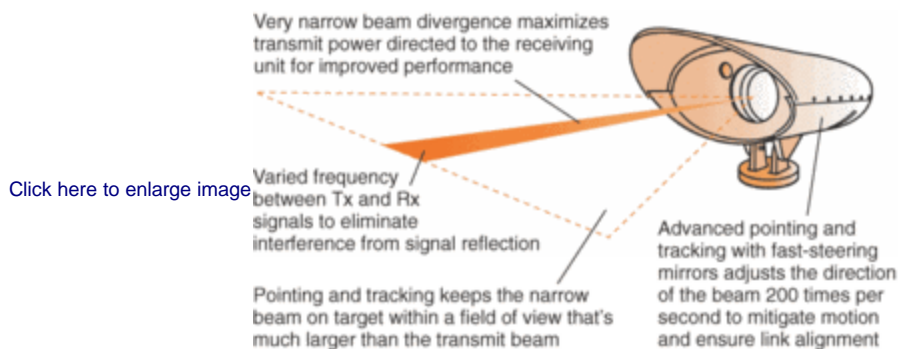 Very narrow beam divergence maximizes
transmit power directed to the receiving
unit for improved performance
Click here to enlarge image
Varied frequency
between Tx and Rx
signals to eliminate
interference from signal reflection
Pointing and tracking keeps the narrow
beam on target within a field of view that's
much larger than the transmit beam
Advanced pointing and
tracking with fast-steering
mirrors adjusts the direction
of the beam 200 times per
second to mitigate motion
and ensure link alignment